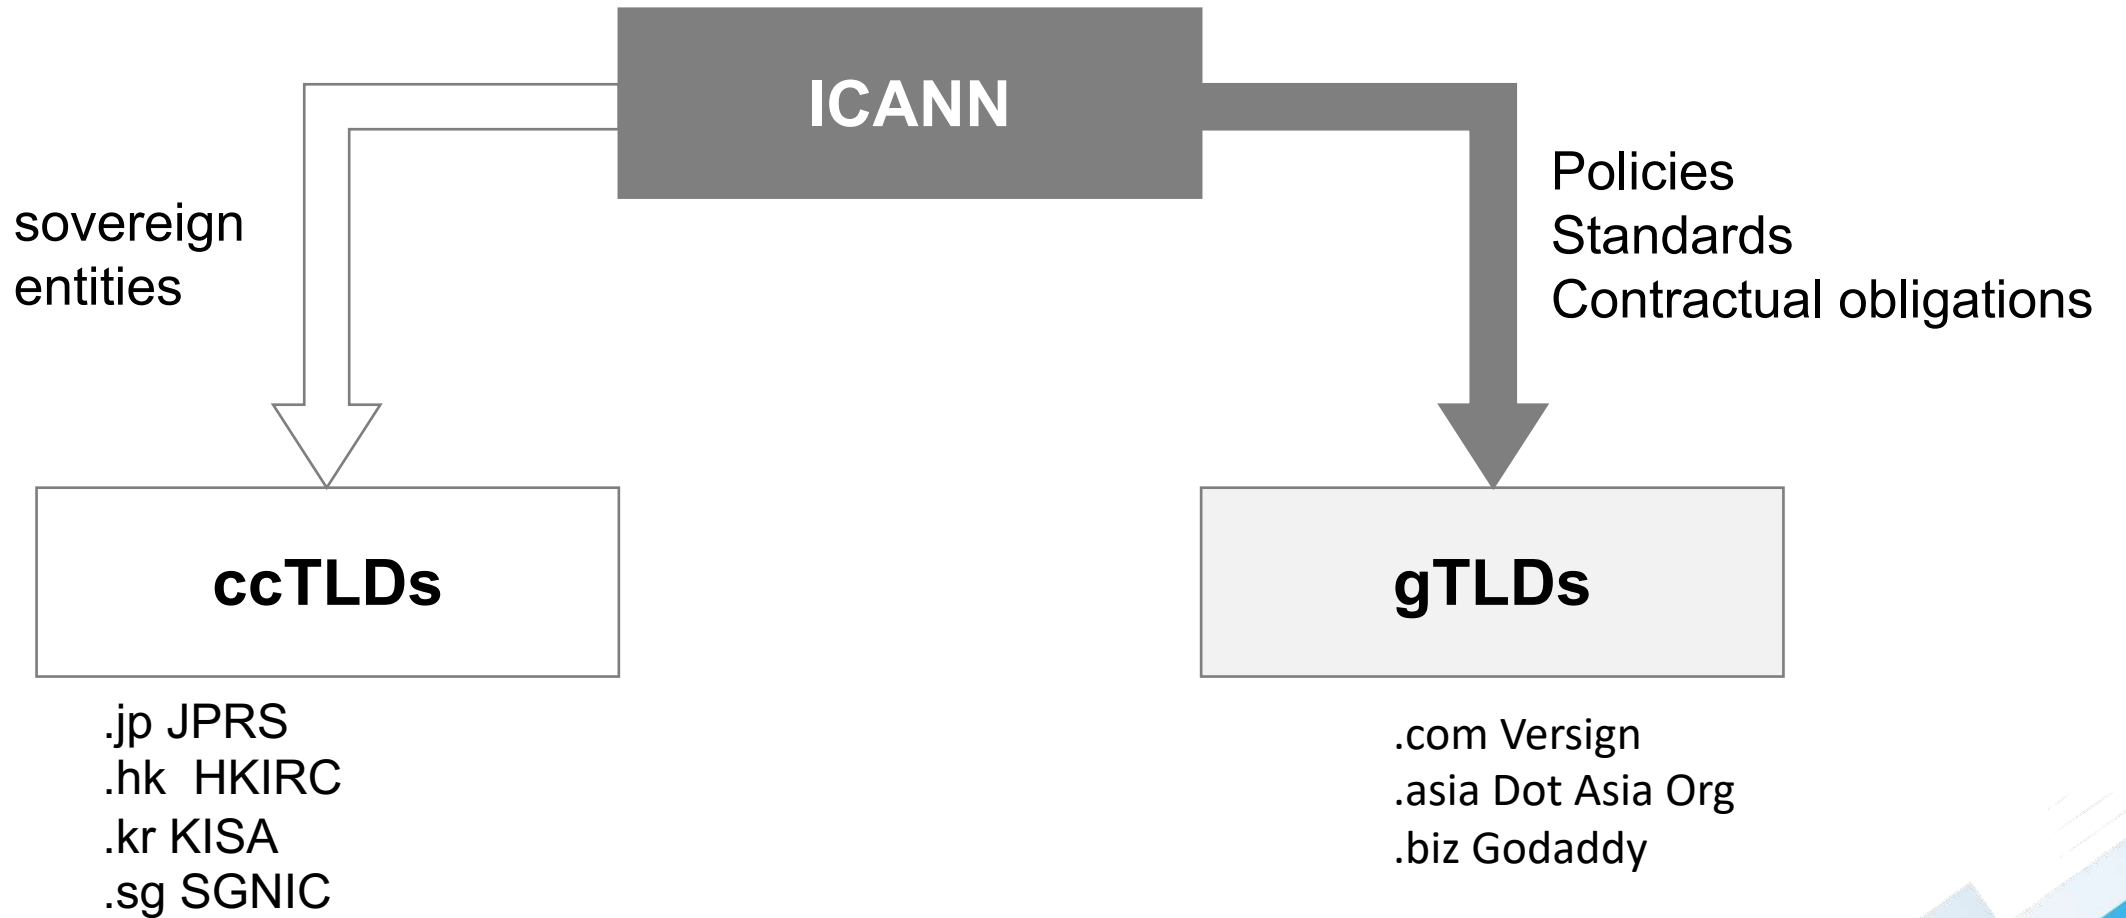 ICANN
sovereign
entities
Policies
Standards
Contractual obligations
ccTLDs
.jp JPRS
.hk  HKIRC
.kr KISA
.sg SGNIC
gTLDs
.com Versign
.asia Dot Asia Org
.biz Godaddy